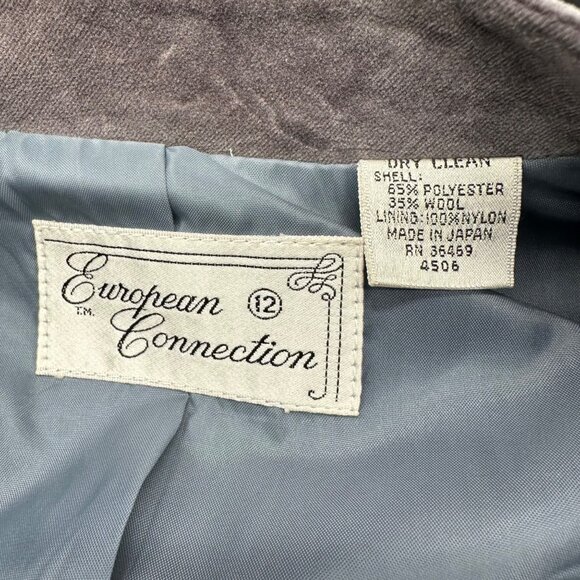 European
T.M.
12
Connection
DRY CLEAN
SHELL:
65% POLYESTER
35% WOOL
LINING:100%NYLON
MADE IN JAPAN
RN 36469
4506